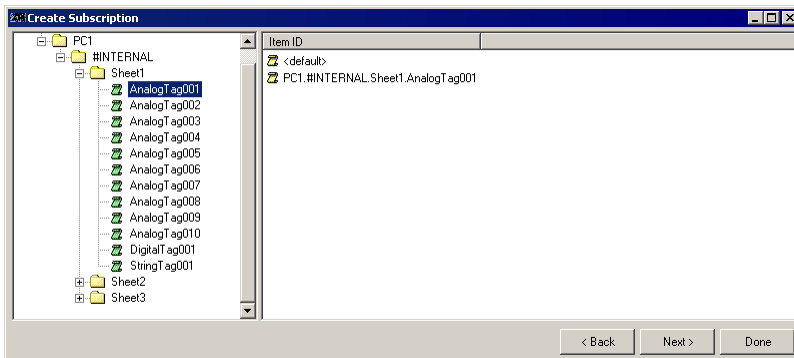 Create Subscription
PC1
#INTERNAL
Sheet1
AnalogTag001
AnalogTag002
AnalogTag003
AnalogTag004
AnalogTag005
AnalogTag006
AnalogTag007
AnalogTag008
AnalogTag009
AnalogTag010
DigitalTag001
StringTag001
Sheet2
Sheet3
Item ID
<default>
PC1.#INTERNAL.Sheet1.AnalogTag001
< Back
Next >
Done